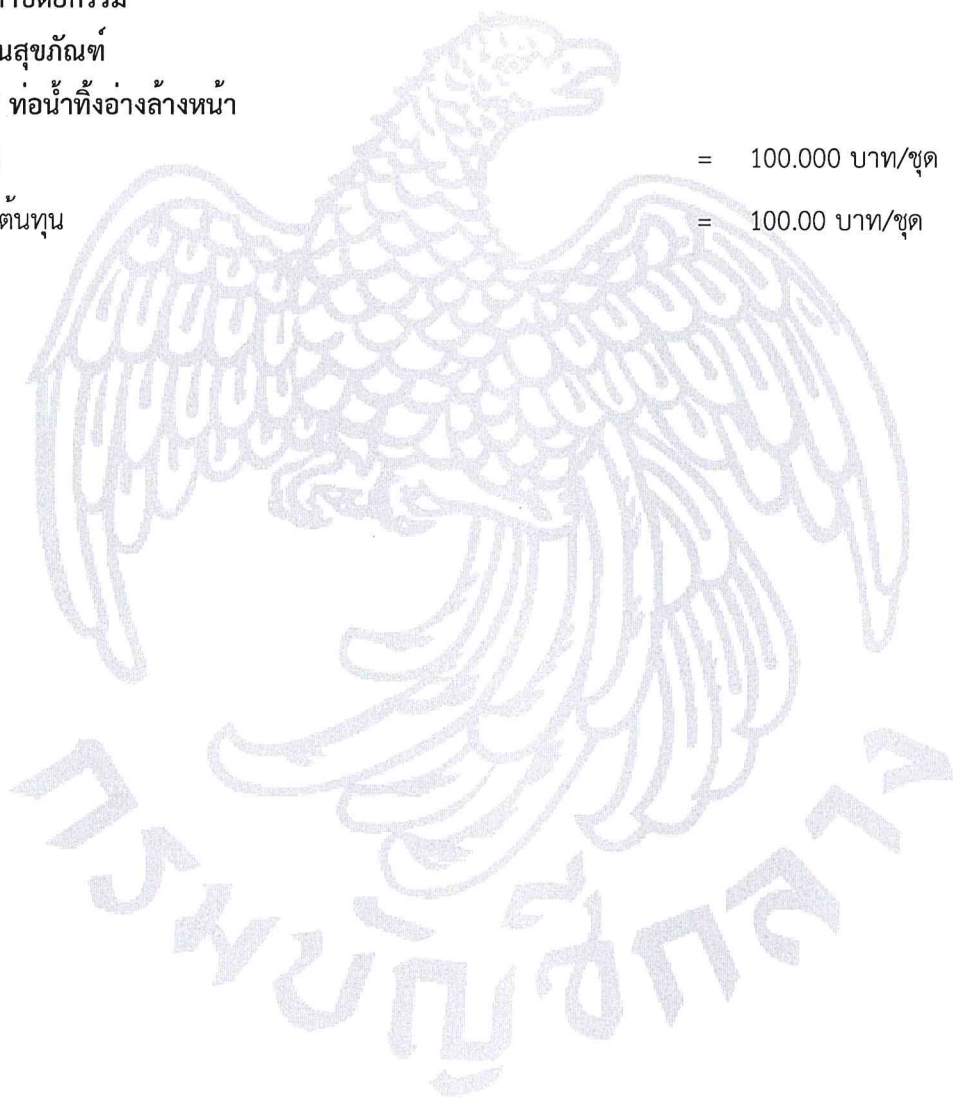 นสุขภัณฑ์
ท่อน้ำทิ้งอ่างล้างหน้า
= 100.000 บาท/ชุด
ต้นทุน = 100.00 บาท/ชุด
กรมบัญชีกลาง